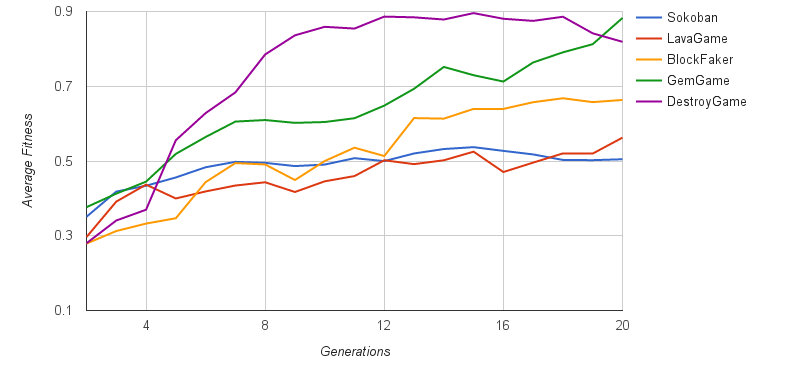 0.9
0.7
0.5
0.3
0.1
Average Fitness
4
8
12
16
20
Generations
Sokoban
LavaGame
BlockFaker
GemGame
DestroyGame